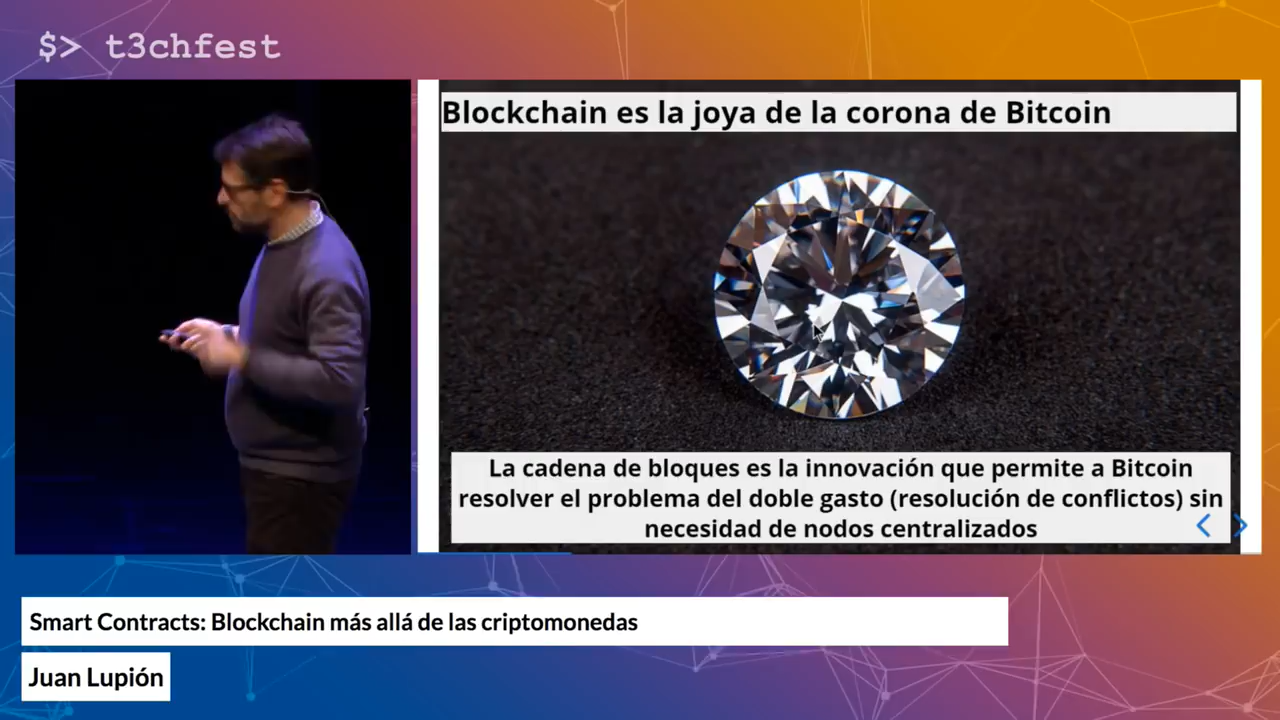 $> t3chfest
Blockchain es la joya de la corona de Bitcoin
La cadena de bloques es la innovación que permite a Bitcoin
resolver el problema del doble gasto (resolución de conflictos) sin
necesidad de nodos centralizados
Smart Contracts: Blockchain más allá de las criptomonedas
Juan Lupión